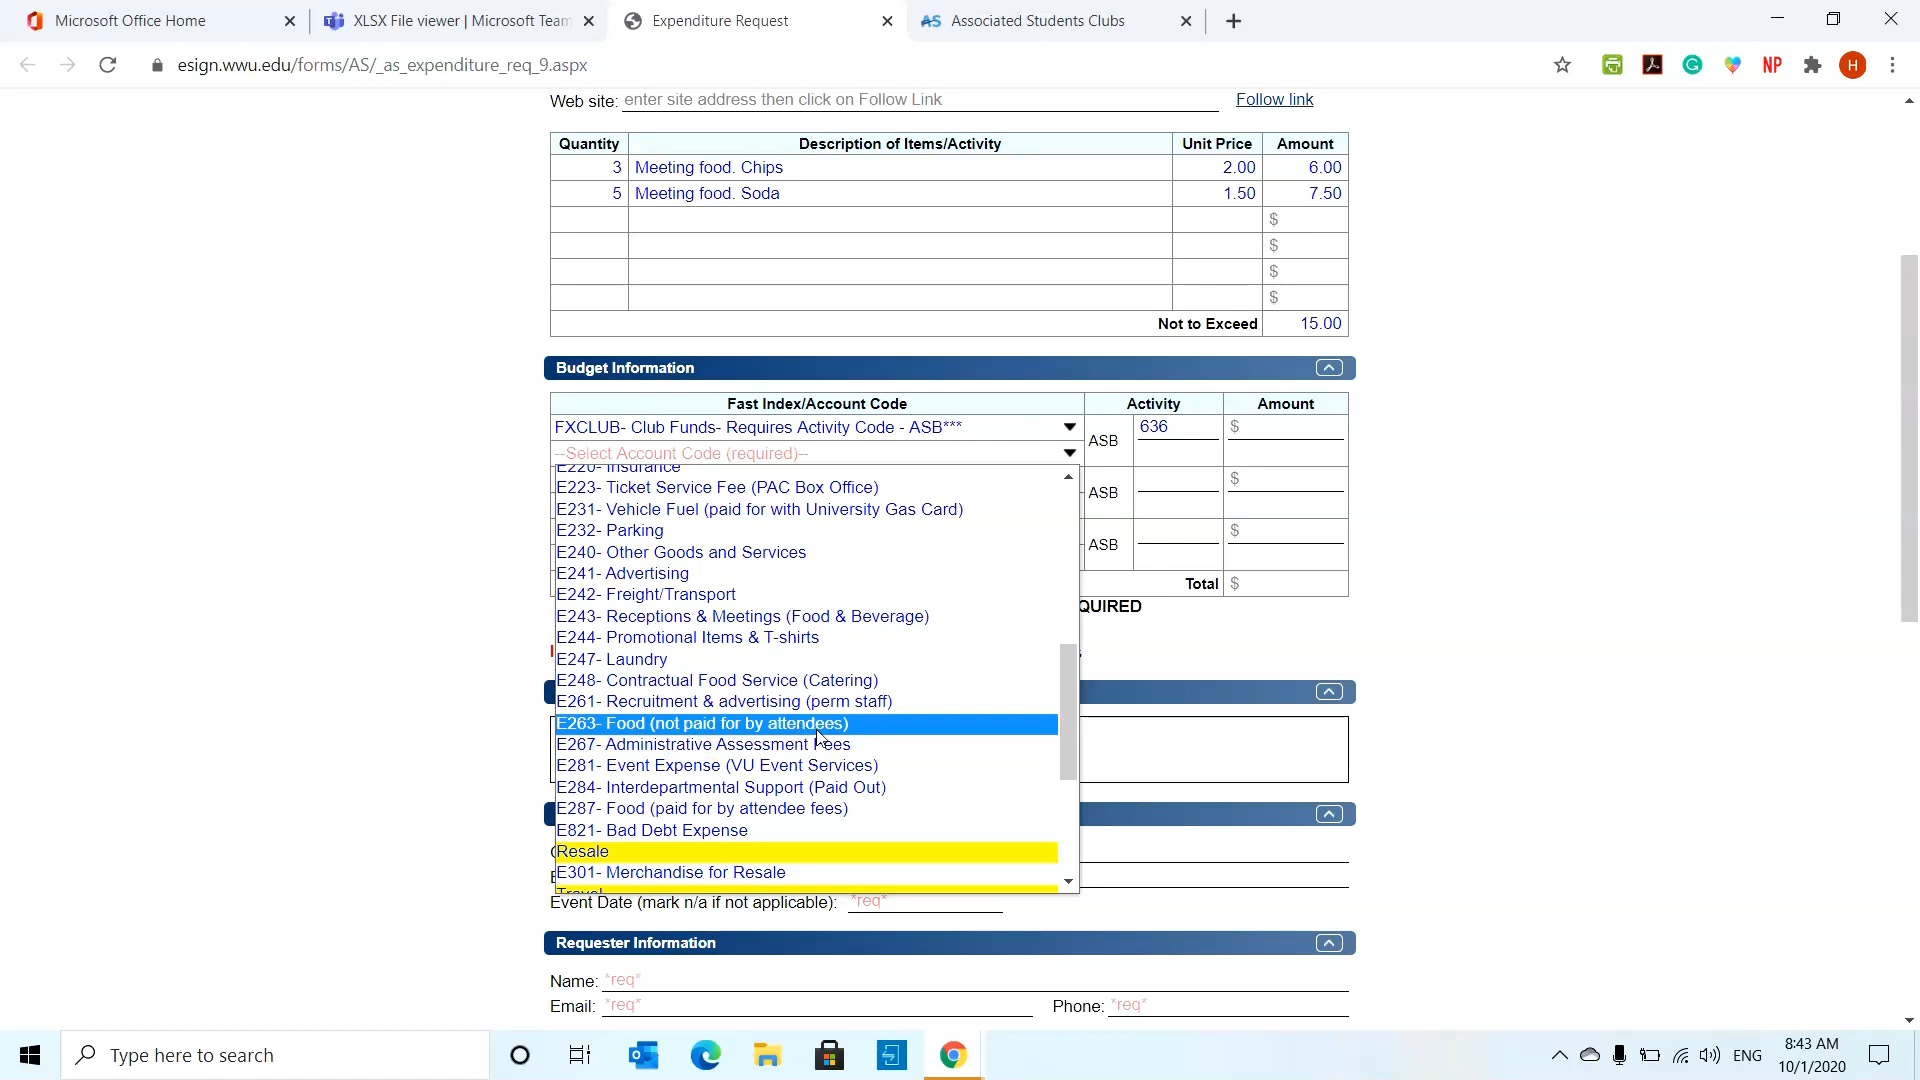 Microsoft Office Home
XLSX File viewer | Microsoft Team
Expenditure Request
AS Associated Students Clubs
esign.wwu.edu/forms/AS/_as_expenditure_req_9.aspx
NP
H
Web site: enter site address then click on Follow Link Follow link
Quantity Description of Items/Activity Unit Price Amount
3 Meeting food. Chips 2.00 6.00
5 Meeting food. Soda 1.50 7.50
$
$
$
$
Not to Exceed 15.00
Budget Information
Fast Index/Account Code Activity Amount
FXCLUB- Club Funds- Requires Activity Code - ASB*** ASB 636 $
--Select Account Code (required)--
E220- Insurance
E223- Ticket Service Fee (PAC Box Office) ASB $
E231- Vehicle Fuel (paid for with University Gas Card)
E232- Parking $
E240- Other Goods and Services ASB
E241- Advertising Total $
E242- Freight/Transport
QUIRED
E243- Receptions & Meetings (Food & Beverage)
E244- Promotional Items & T-shirts
E247- Laundry
E248- Contractual Food Service (Catering)
E261- Recruitment & advertising (perm staff)
E263- Food (not paid for by attendees)
E267- Administrative Assessment Fees
E281- Event Expense (VU Event Services)
E284- Interdepartmental Support (Paid Out)
E287- Food (paid for by attendee fees)
E821- Bad Debt Expense
Resale
E301- Merchandise for Resale
Travel
Event Date (mark n/a if not applicable): *req*
Requester Information
Name: *req*
Email: *req* Phone: *req*
Type here to search
ENG
8:43 AM
10/1/2020